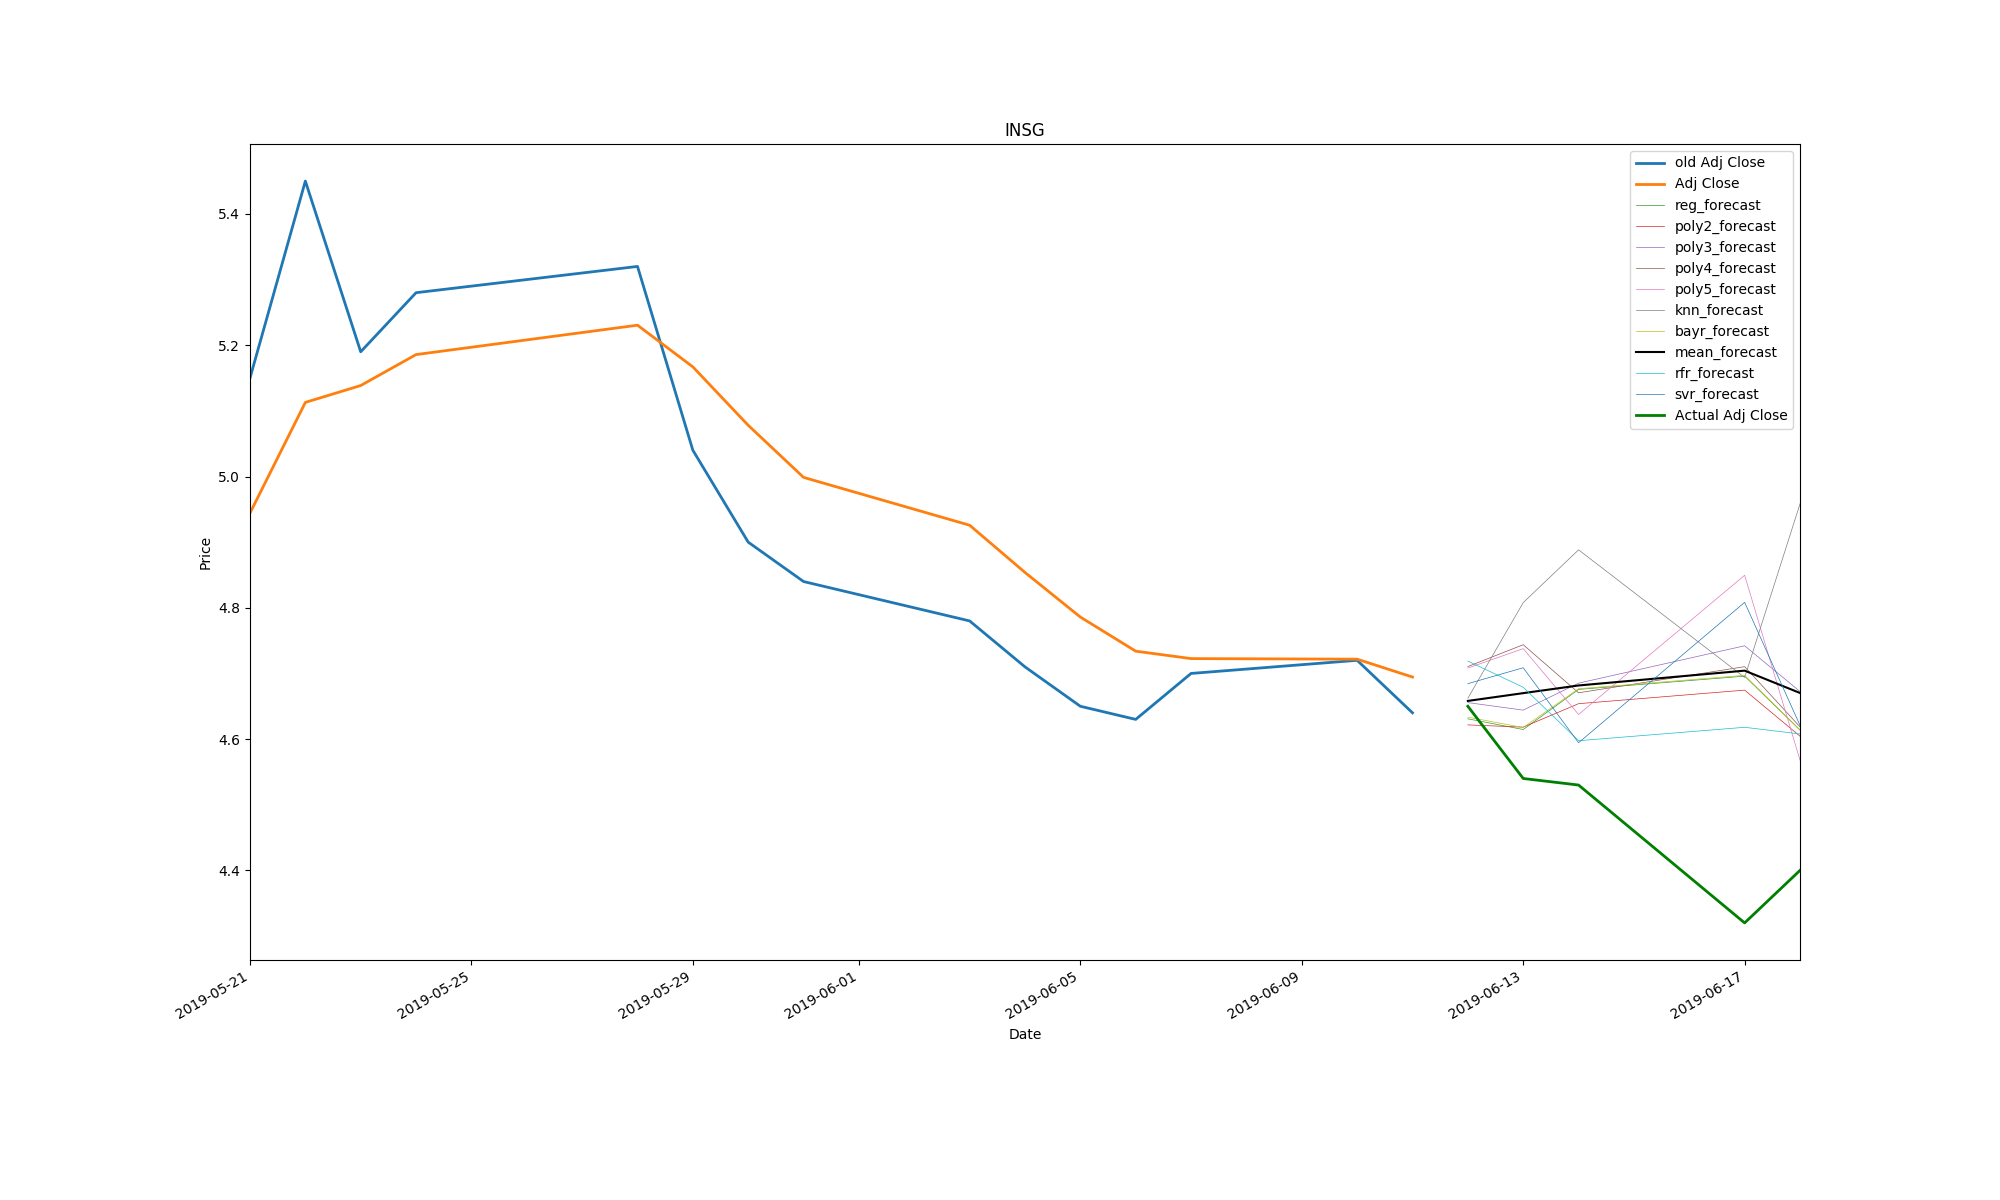 INSG
old Adj Close
Adj Close
reg_forecast
poly2_forecast
poly3_forecast
poly4_forecast
poly5_forecast
knn_forecast
bayr_forecast
mean_forecast
rfr_forecast
svr_forecast
Actual Adj Close
5.4
5.2
5.0
4.8
4.6
4.4
Price
2019-05-21
2019-05-25
2019-05-29
2019-06-01
2019-06-05
2019-06-09
2019-06-13
2019-06-17
Date